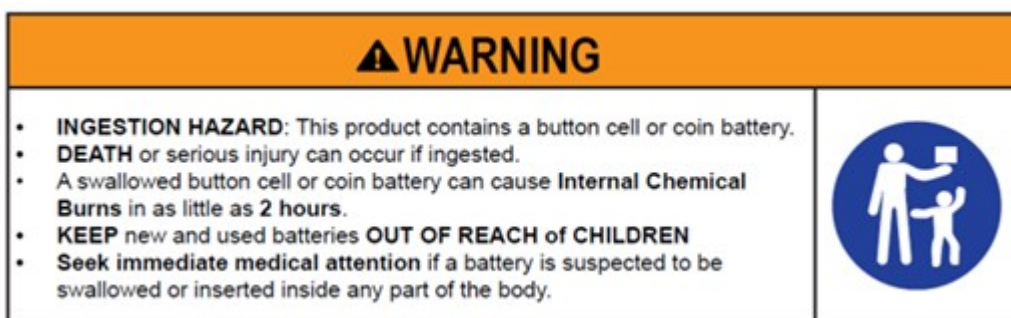 ⚠WARNING
• INGESTION HAZARD: This product contains a button cell or coin battery.
• DEATH or serious injury can occur if ingested.
• A swallowed button cell or coin battery can cause Internal Chemical
Burns in as little as 2 hours.
• KEEP new and used batteries OUT OF REACH of CHILDREN
• Seek immediate medical attention if a battery is suspected to be
swallowed or inserted inside any part of the body.